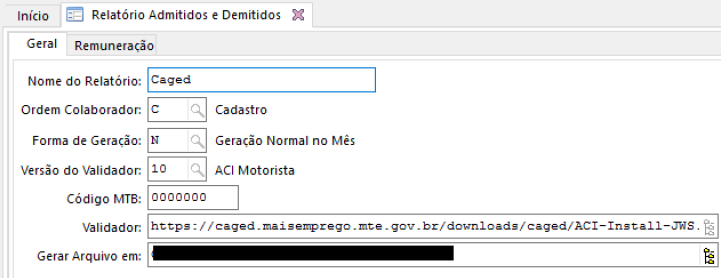 Início Relatório Admitidos e Demitidos
Geral Remuneração
Nome do Relatório: Caged
Ordem Colaborador: C Cadastro
Forma de Geração: N Geração Normal no Mês
Versão do Validador: 10 ACI Motorista
Código MTB: 0000000
Validador: https://caged.maisemprego.mte.gov.br/downloads/caged/ACI-Install-JWS.
Gerar Arquivo em: